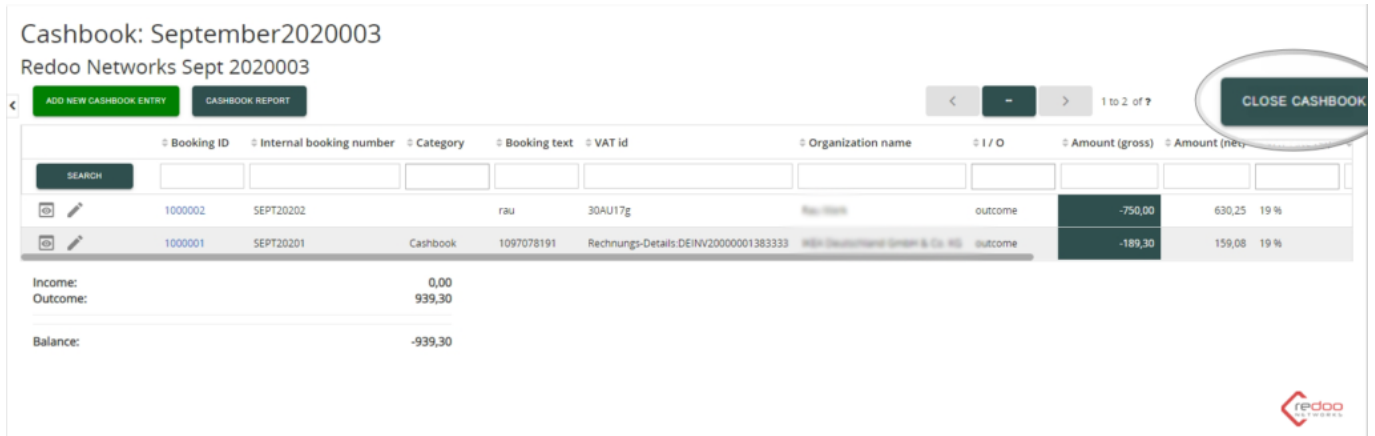 Cashbook: September2020003
Redoo Networks Sept 2020003
ADD NEW CASHBOOK ENTRY CASHBOOK REPORT 1 to 2 of ? CLOSE CASHBOOK
Booking ID Internal booking number Category Booking text VAT id Organization name I / O Amount (gross) Amount (net)
SEARCH
1000002 SEPT20202 rau 30AU17g outcome -750,00 630,25 19 %
1000001 SEPT20201 Cashbook 1097078191 Rechnungs-Details:DEINV20000001383333 outcome -189,30 159,08 19 %
Income: 0,00
Outcome: 939,30
Balance: -939,30
redoo
NETWORKS